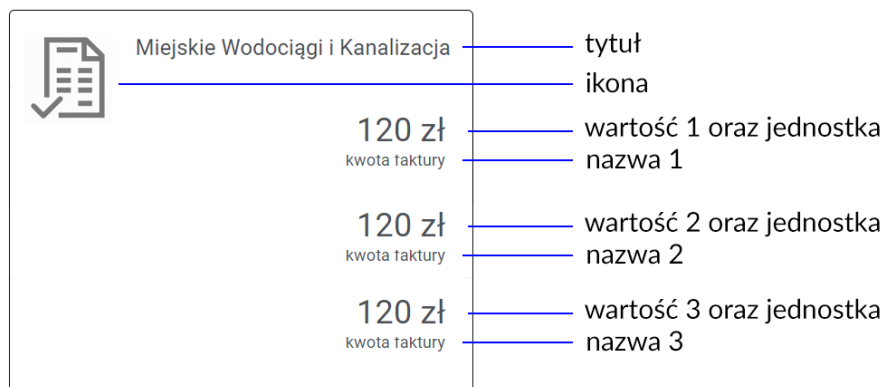 Miejskie Wodociągi i Kanalizacja
tytuł
ikona
120 zł
wartość 1 oraz jednostka
kwota faktury
nazwa 1
120 zł
wartość 2 oraz jednostka
kwota faktury
nazwa 2
120 zł
wartość 3 oraz jednostka
kwota faktury
nazwa 3